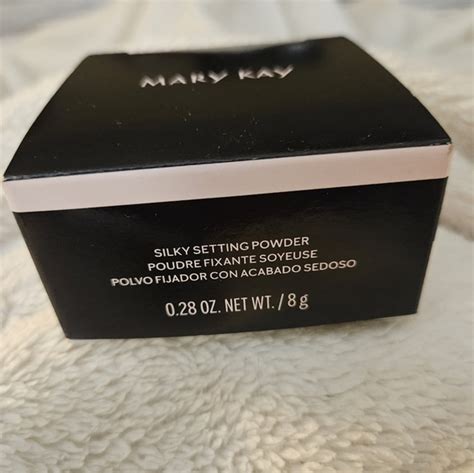 MARY KAY
SILKY SETTING POWDER
POUDRE FIXANTE SOYEUSE
POLVO FIJADOR CON ACABADO SEDOSO
0.28 OZ. NET WT. / 8 g